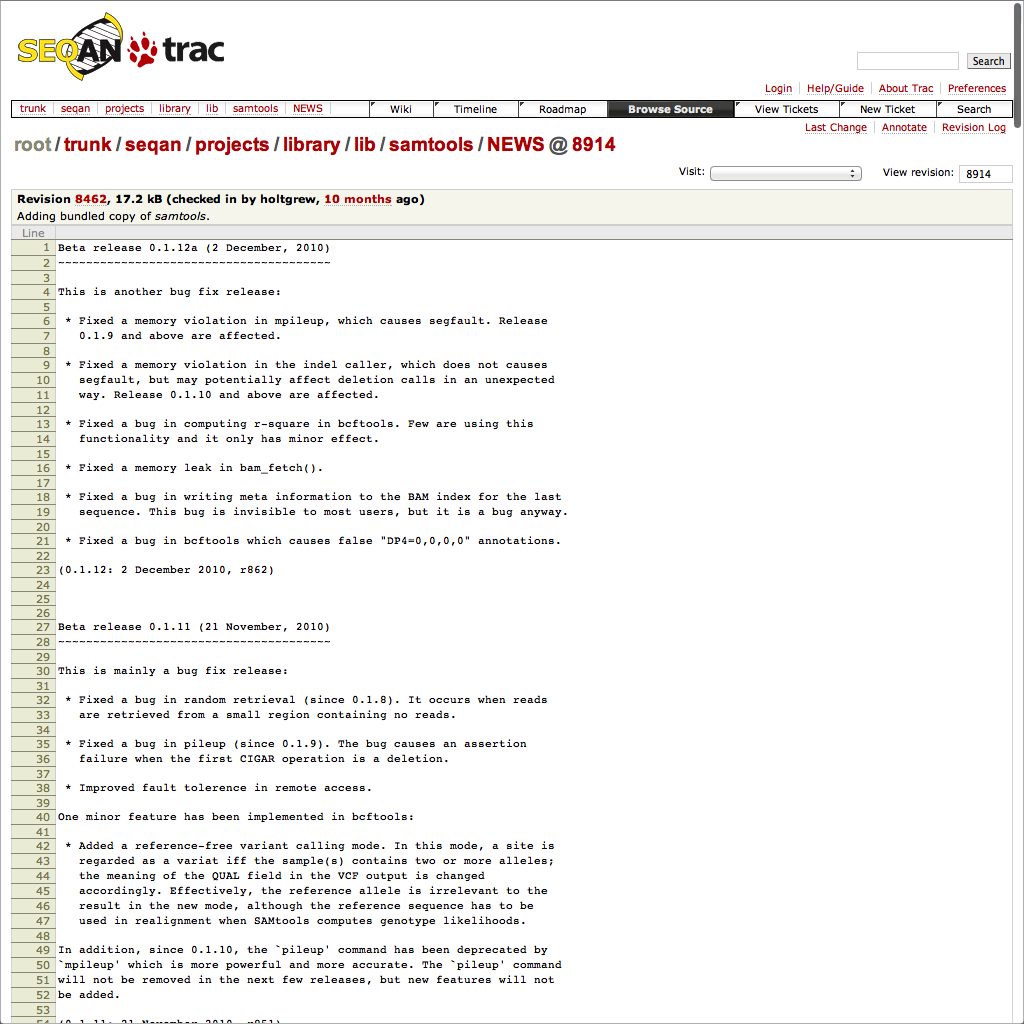 SEQAN trac
Search
Login Help/Guide About Trac Preferences
trunk seqan projects library lib samtools NEWS Wiki Timeline Roadmap Browse Source View Tickets New Ticket Search
Last Change Annotate Revision Log
root/trunk/seqan/projects/library/lib/samtools/NEWS @ 8914
Visit: View revision: 8914
Revision 8462, 17.2 kB (checked in by holtgrew, 10 months ago)
Adding bundled copy of samtools.
Line
1 Beta release 0.1.12a (2 December, 2010)
2 ~~~~~~~~~~~~~~~~~~~~~~~~~~~~~~~~~~~~~~~
3
4 This is another bug fix release:
5
6 * Fixed a memory violation in mpileup, which causes segfault. Release
7 0.1.9 and above are affected.
8
9 * Fixed a memory violation in the indel caller, which does not causes
10 segfault, but may potentially affect deletion calls in an unexpected
11 way. Release 0.1.10 and above are affected.
12
13 * Fixed a bug in computing r-square in bcftools. Few are using this
14 functionality and it only has minor effect.
15
16 * Fixed a memory leak in bam_fetch().
17
18 * Fixed a bug in writing meta information to the BAM index for the last
19 sequence. This bug is invisible to most users, but it is a bug anyway.
20
21 * Fixed a bug in bcftools which causes false "DP4=0,0,0,0" annotations.
22
23 (0.1.12: 2 December 2010, r862)
24
25
26
27 Beta release 0.1.11 (21 November, 2010)
28 ~~~~~~~~~~~~~~~~~~~~~~~~~~~~~~~~~~~~~~~
29
30 This is mainly a bug fix release:
31
32 * Fixed a bug in random retrieval (since 0.1.8). It occurs when reads
33 are retrieved from a small region containing no reads.
34
35 * Fixed a bug in pileup (since 0.1.9). The bug causes an assertion
36 failure when the first CIGAR operation is a deletion.
37
38 * Improved fault tolerence in remote access.
39
40 One minor feature has been implemented in bcftools:
41
42 * Added a reference-free variant calling mode. In this mode, a site is
43 regarded as a variat iff the sample(s) contains two or more alleles;
44 the meaning of the QUAL field in the VCF output is changed
45 accordingly. Effectively, the reference allele is irrelevant to the
46 result in the new mode, although the reference sequence has to be
47 used in realignment when SAMtools computes genotype likelihoods.
48
49 In addition, since 0.1.10, the `pileup' command has been deprecated by
50 `mpileup' which is more powerful and more accurate. The `pileup' command
51 will not be removed in the next few releases, but new features will not
52 be added.
53
54 (0.1.11: 21 November 2010, r851)